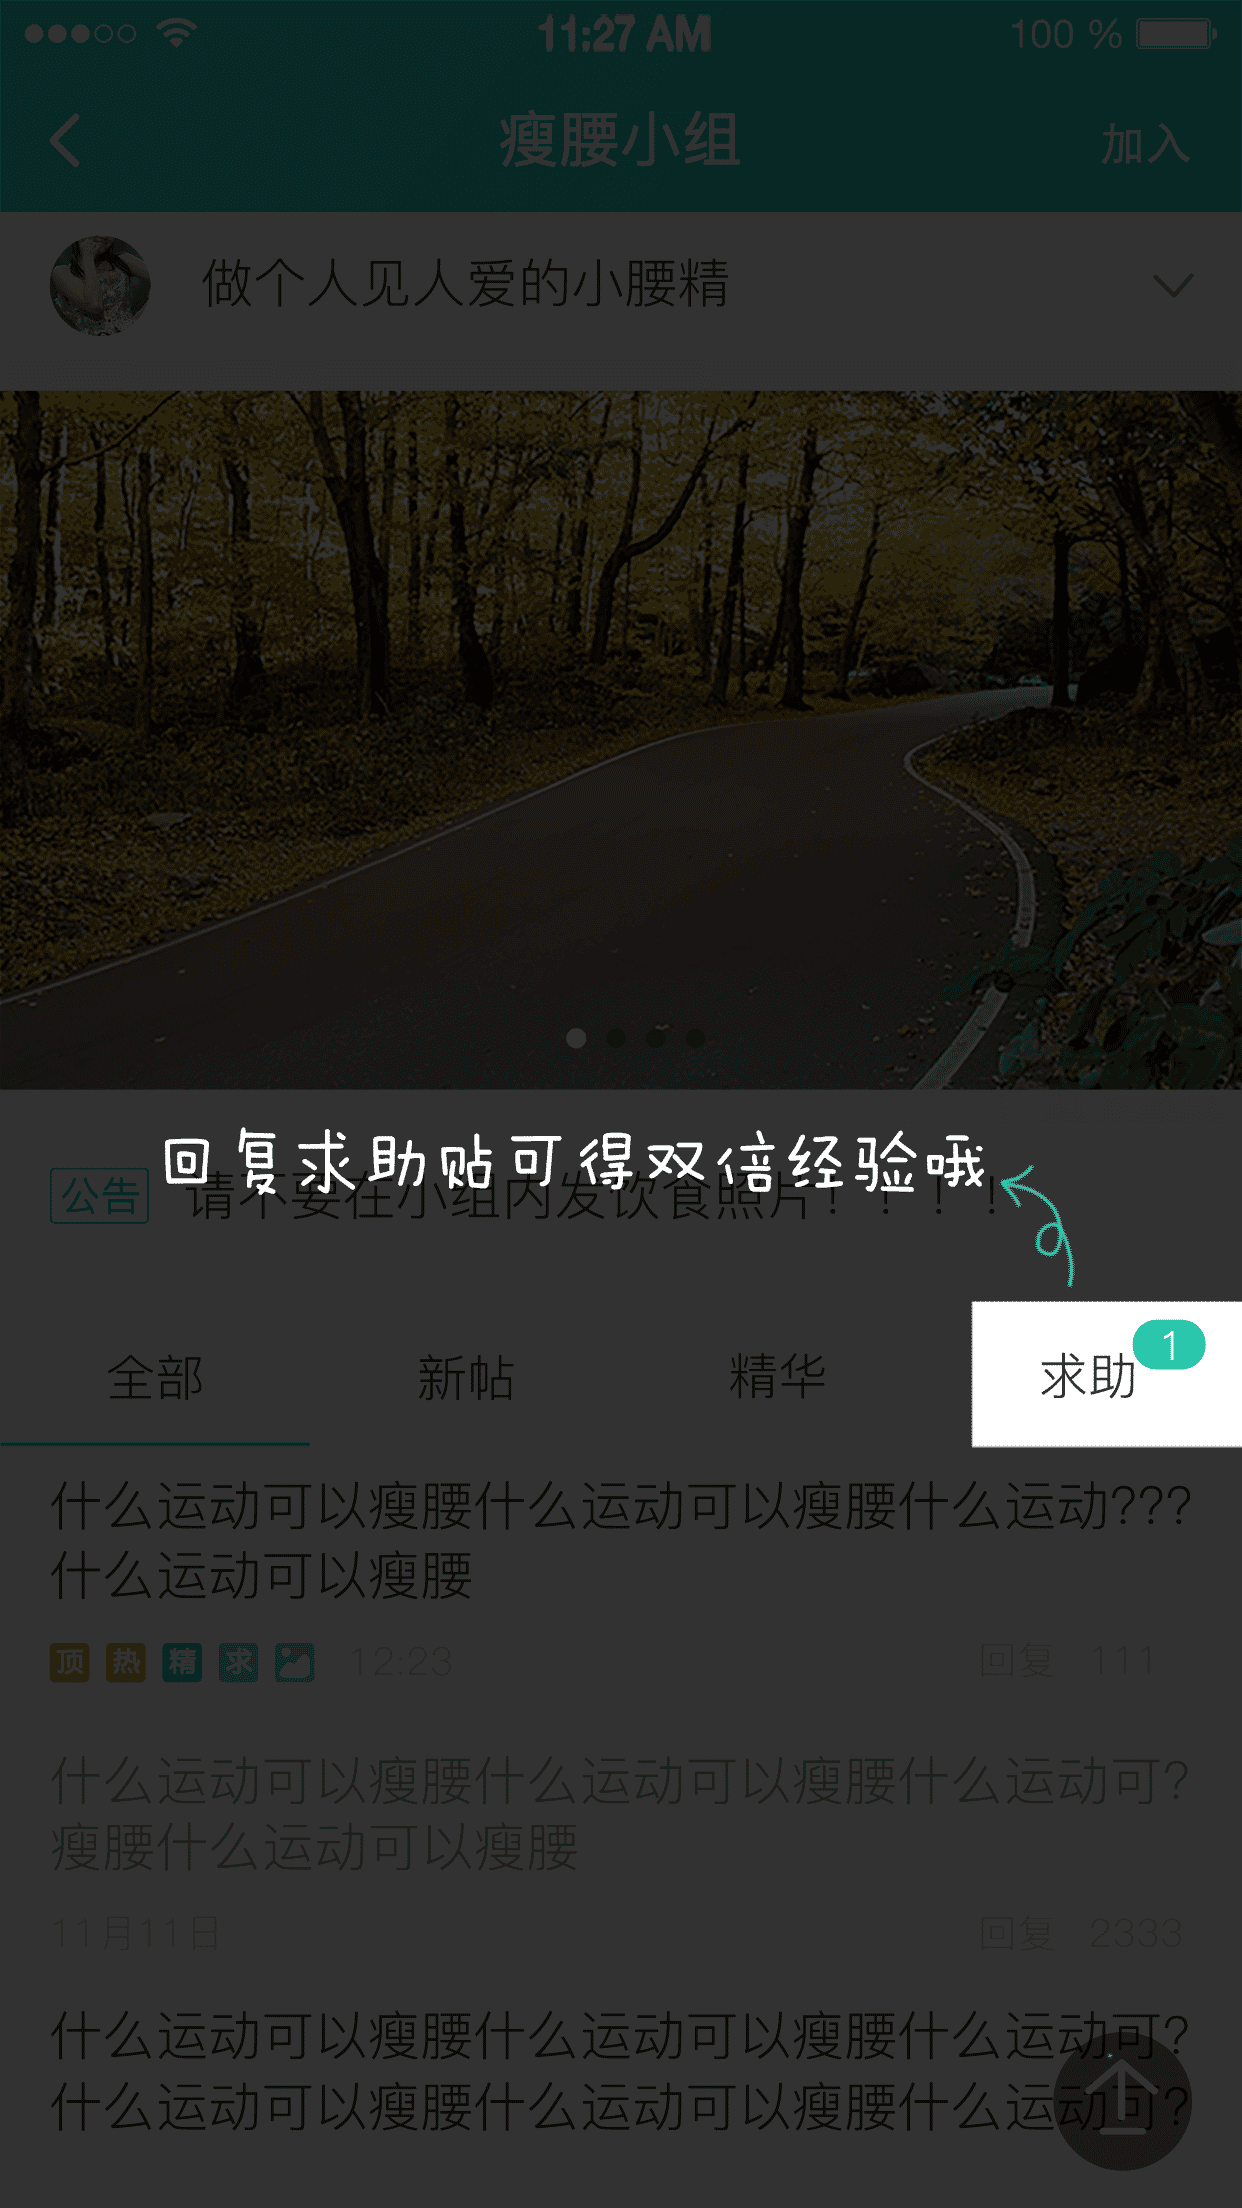 11:27 AM
100 %
瘦腰小组
加入
做个人见人爱的小腰精
回复求助贴可得双倍经验哦
公告
请不要在小组内发饮食照片！！！！
全部
新帖
精华
求助
1
什么运动可以瘦腰什么运动可以瘦腰什么运动???
什么运动可以瘦腰
顶 热 精 求 12:23
回复 111
什么运动可以瘦腰什么运动可以瘦腰什么运动可?
瘦腰什么运动可以瘦腰
11月11日
回复 2333
什么运动可以瘦腰什么运动可以瘦腰什么运动可?
什么运动可以瘦腰什么运动可以瘦腰什么运动可?